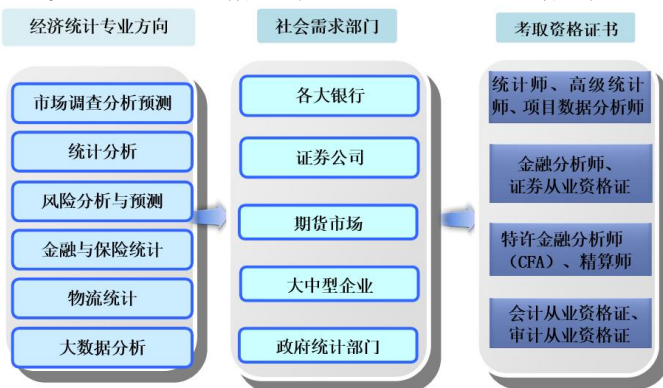 经济统计专业方向
社会需求部门
考取资格证书
市场调查分析预测
统计分析
风险分析与预测
金融与保险统计
物流统计
大数据分析
各大银行
证券公司
期货市场
大中型企业
政府统计部门
统计师、高级统计
师、项目数据分析师
金融分析师、
证券从业资格证
特许金融分析师
（CFA）、精算师
会计从业资格证、
审计从业资格证